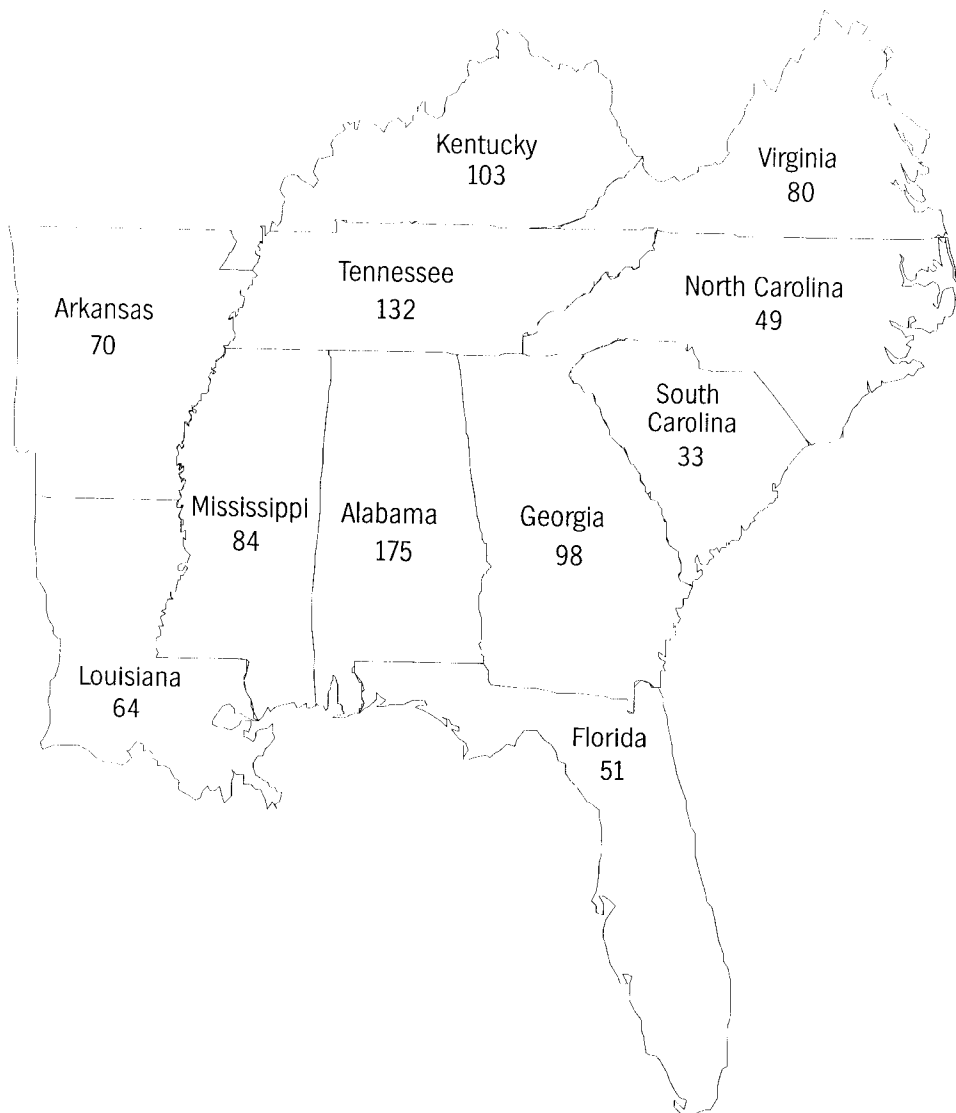 Kentucky
103
Virginia
80
Tennessee
132
North Carolina
49
Arkansas
70
South
Carolina
33
Mississippi
84
Alabama
175
Georgia
98
Louisiana
64
Florida
51